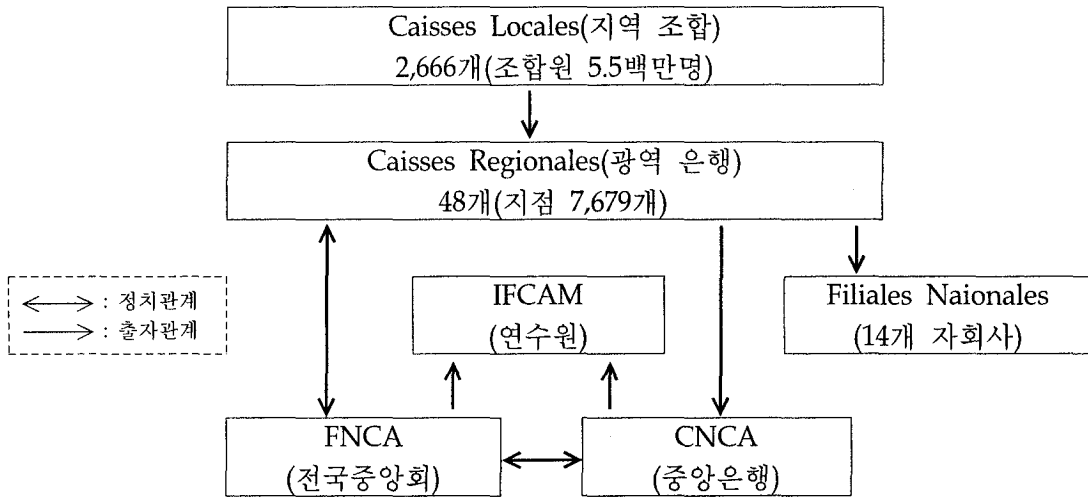 Caisses Locales(지역 조합)
2,666개(조합원 5.5백만명)
Caisses Regionales(광역 은행)
48개(지점 7,679개)
: 정치관계
: 출자관계
IFCAM
(연수원)
Filiales Naionales
(14개 자회사)
FNCA
(전국중앙회)
CNCA
(중앙은행)